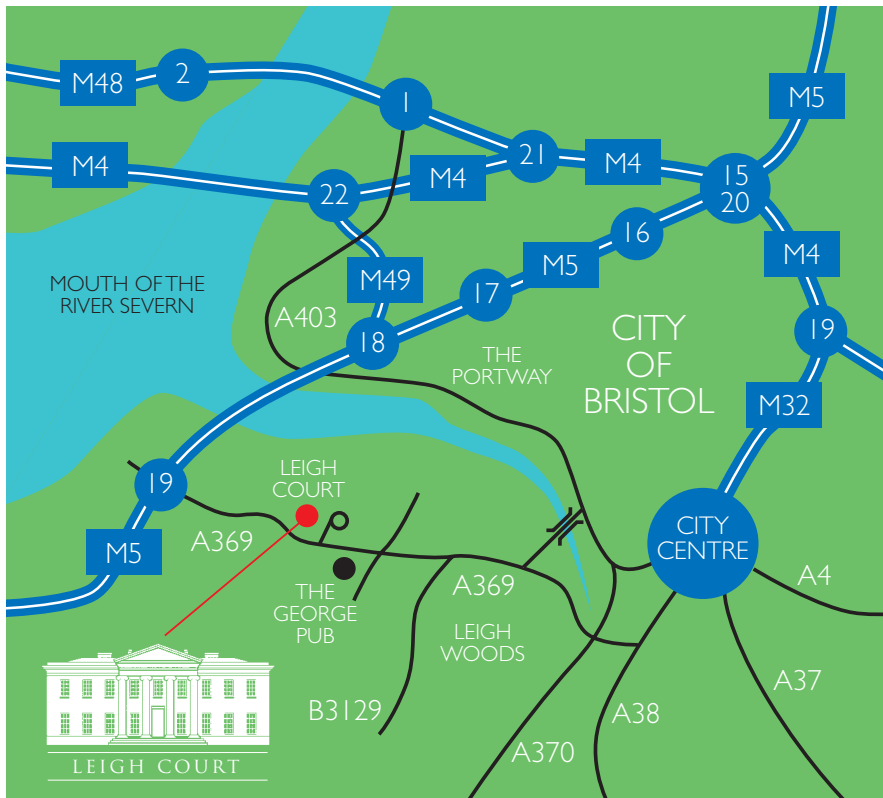 M5
2
M48
1
21
M4
M4
15
20
M4
M4
22
16
M4
M5
M49
17
MOUTH OF THE
RIVER SEVERN
A403
18
CITY
OF
BRISTOL
19
THE
PORTWAY
M32
LEIGH
COURT
19
A369
M5
CITY
CENTRE
THE
GEORGE
PUB
A369
A4
LEIGH
WOODS
A37
B3129
A38
A370
LEIGH COURT